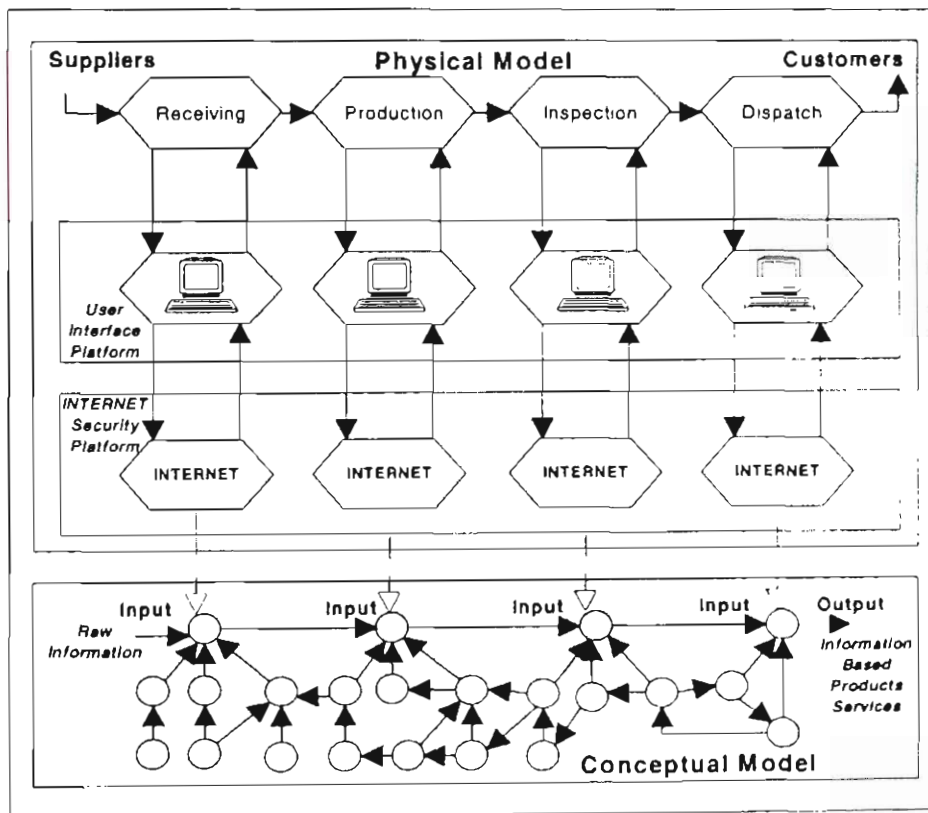 Suppliers
Physical Model
Customers
Receiving
Production
Inspection
Dispatch
User
Interface
Platform
INTERNET
Security
Platform
INTERNET
INTERNET
INTERNET
INTERNET
Input
Input
Input
Input
Output
Raw
Information
Information
Based
Products
Services
Conceptual Model